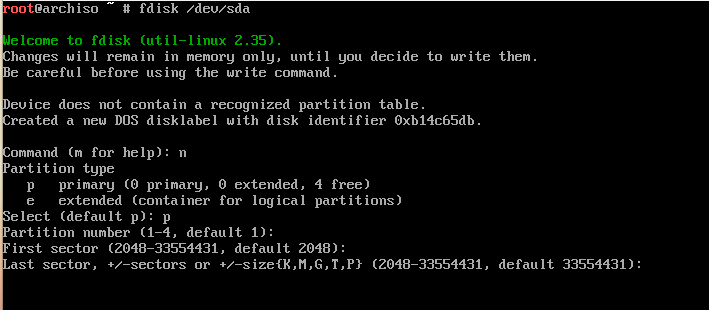 root@archiso ~ # fdisk /dev/sda
Welcome to fdisk (util-linux 2.35).
Changes will remain in memory only, until you decide to write them.
Be careful before using the write command.
Device does not contain a recognized partition table.
Created a new DOS disklabel with disk identifier 0xb14c65db.
Command (m for help): n
Partition type
   p   primary (0 primary, 0 extended, 4 free)
   e   extended (container for logical partitions)
Select (default p): p
Partition number (1-4, default 1):
First sector (2048-33554431, default 2048):
Last sector, +/-sectors or +/-size{K,M,G,T,P} (2048-33554431, default 33554431):